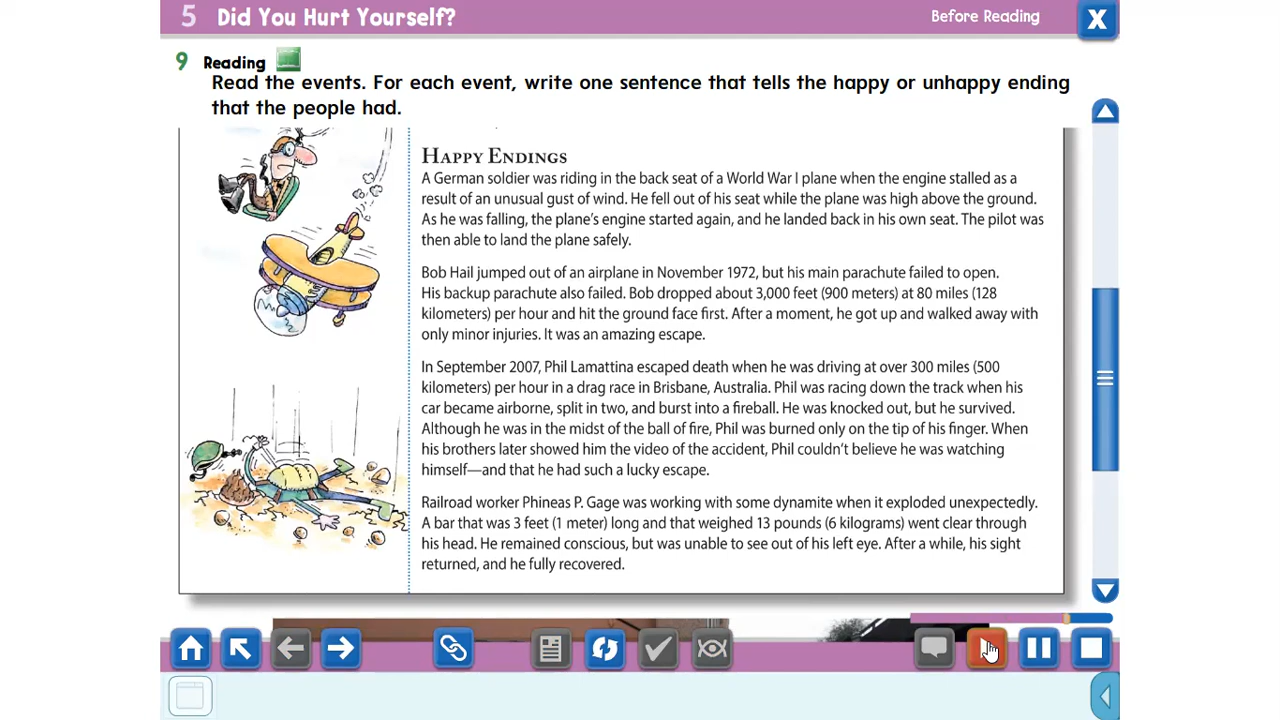 5 Did You Hurt Yourself?
Before Reading
X
9 Reading
Read the events. For each event, write one sentence that tells the happy or unhappy ending
that the people had.
HAPPY ENDINGS
A German soldier was riding in the back seat of a World War I plane when the engine stalled as a
result of an unusual gust of wind. He fell out of his seat while the plane was high above the ground.
As he was falling, the plane's engine started again, and he landed back in his own seat. The pilot was
then able to land the plane safely.
Bob Hail jumped out of an airplane in November 1972, but his main parachute failed to open.
His backup parachute also failed. Bob dropped about 3,000 feet (900 meters) at 80 miles (128
kilometers) per hour and hit the ground face first. After a moment, he got up and walked away with
only minor injuries. It was an amazing escape.
In September 2007, Phil Lamattina escaped death when he was driving at over 300 miles (500
kilometers) per hour in a drag race in Brisbane, Australia. Phil was racing down the track when his
car became airborne, split in two, and burst into a fireball. He was knocked out, but he survived.
Although he was in the midst of the ball of fire, Phil was burned only on the tip of his finger. When
his brothers later showed him the video of the accident, Phil couldn't believe he was watching
himself—and that he had such a lucky escape.
Railroad worker Phineas P. Gage was working with some dynamite when it exploded unexpectedly.
A bar that was 3 feet (1 meter) long and that weighed 13 pounds (6 kilograms) went clear through
his head. He remained conscious, but was unable to see out of his left eye. After a while, his sight
returned, and he fully recovered.